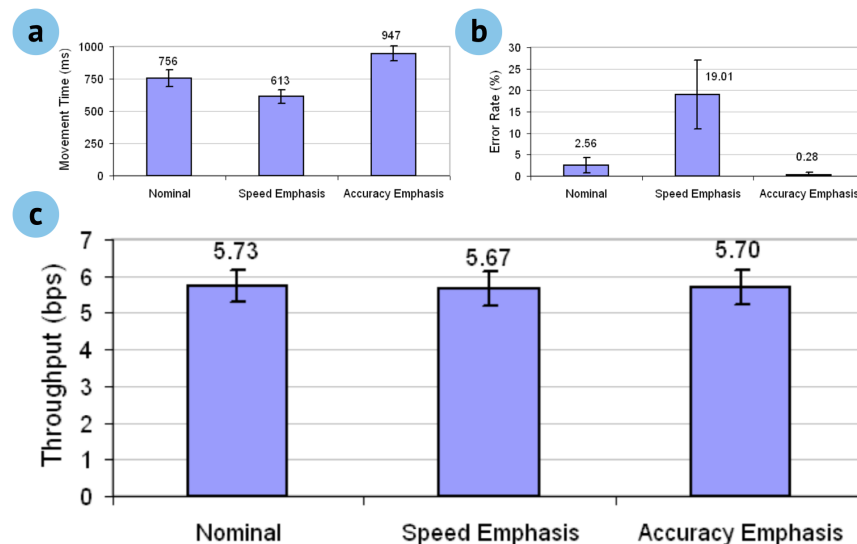 a
Movement Time (ms)
1000
750
500
250
0
756
613
947
Nominal
Speed Emphasis
Accuracy Emphasis
b
Error Rate (%)
30
25
20
15
10
5
0
2.56
19.01
0.28
Nominal
Speed Emphasis
Accuracy Emphasis
c
Throughput (bps)
7
6
5
4
3
2
1
0
5.73
5.67
5.70
Nominal
Speed Emphasis
Accuracy Emphasis